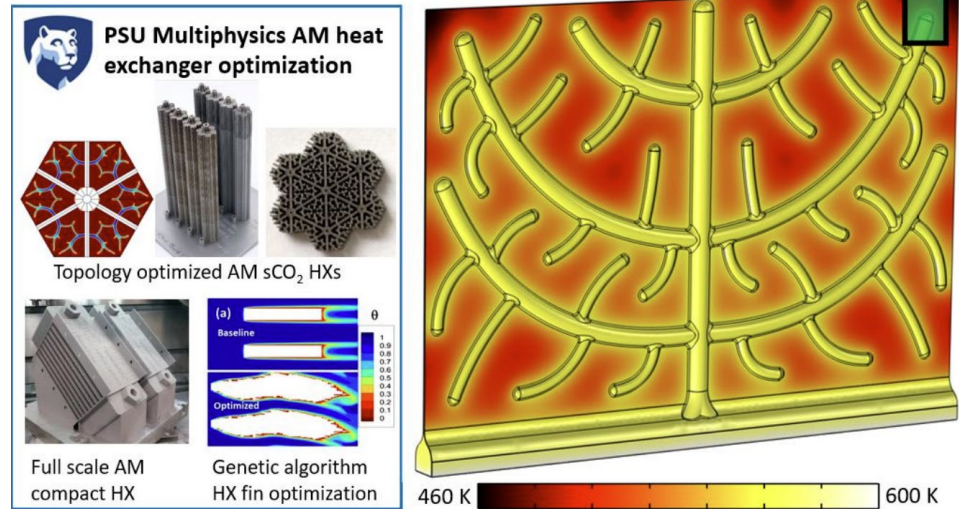 PSU Multiphysics AM heat
exchanger optimization
Topology optimized AM sCO₂ HXs
(a)
Baseline
Optimized
θ
1
0.9
0.8
0.7
0.6
0.5
0.4
0.3
0.2
0.1
0
Full scale AM
compact HX
Genetic algorithm
HX fin optimization
460 K
600 K